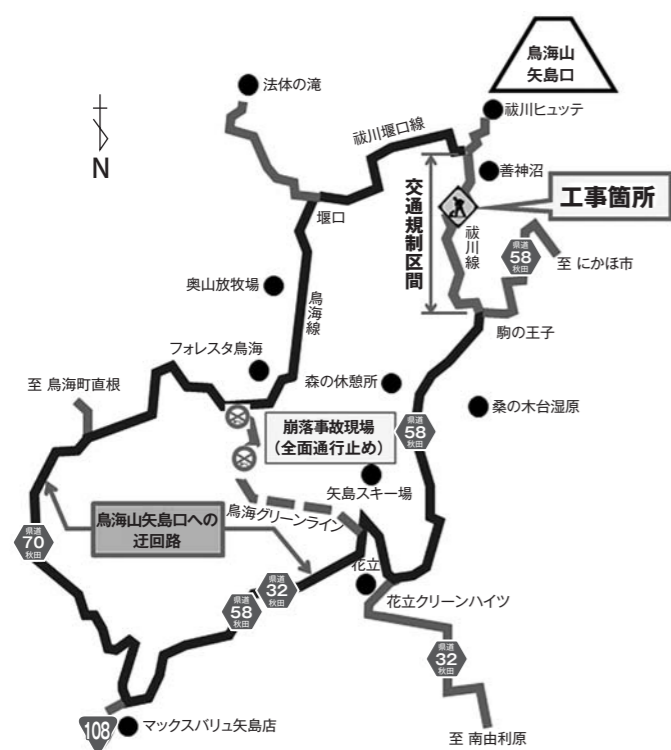 鳥海山
矢島口
法体の滝
祓川ヒュッテ
祓川堰口線
N
善神沼
交通規制区間
工事箇所
堰口
祓川線
県道
58
秋田
至 にかほ市
奥山放牧場
鳥海線
駒の王子
フォレスタ鳥海
森の休憩所
至 鳥海町直根
桑の木台湿原
崩落事故現場
(全面通行止め)
県道
58
秋田
矢島スキー場
鳥海グリーンライン
鳥海山矢島口への
迂回路
県道
70
秋田
花立
県道
32
秋田
県道
58
秋田
花立クリーンハイツ
県道
32
秋田
108
マックスバリュ矢島店
至 南由利原